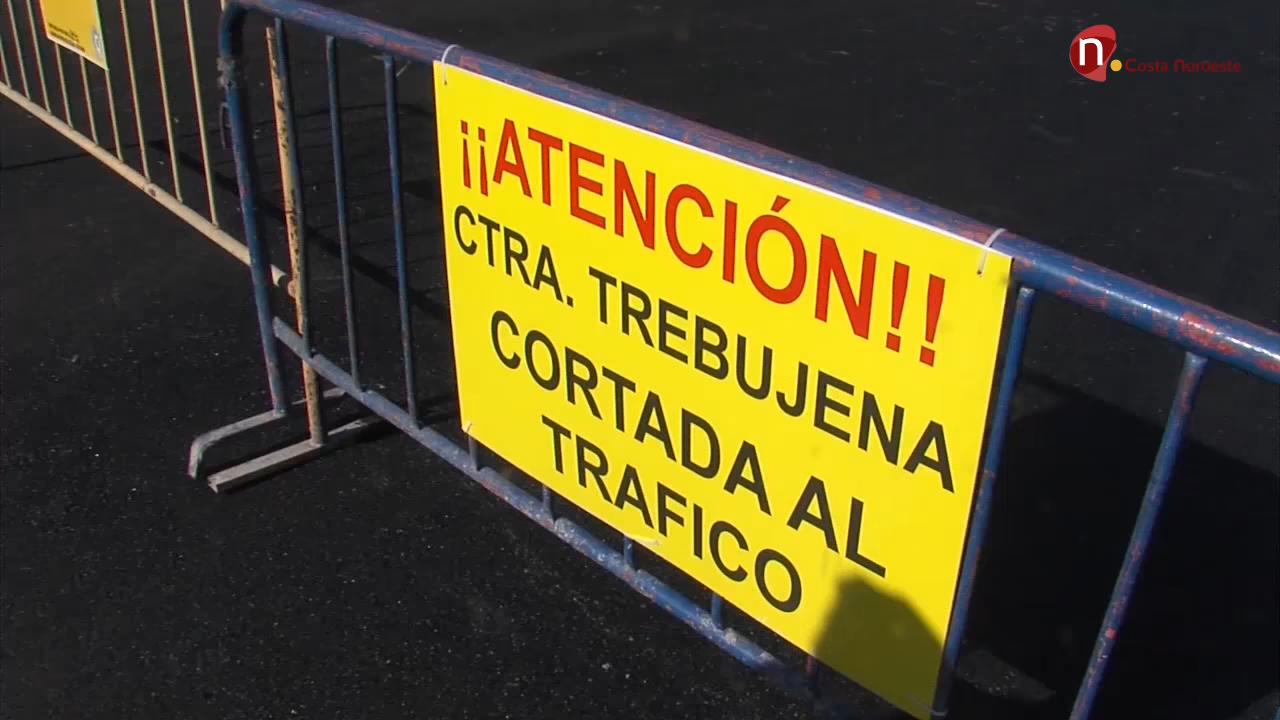 ¡¡ATENCIÓN!!
CTRA. TREBUJENA
CORTADA AL
TRAFICO
n
Costa Noroeste